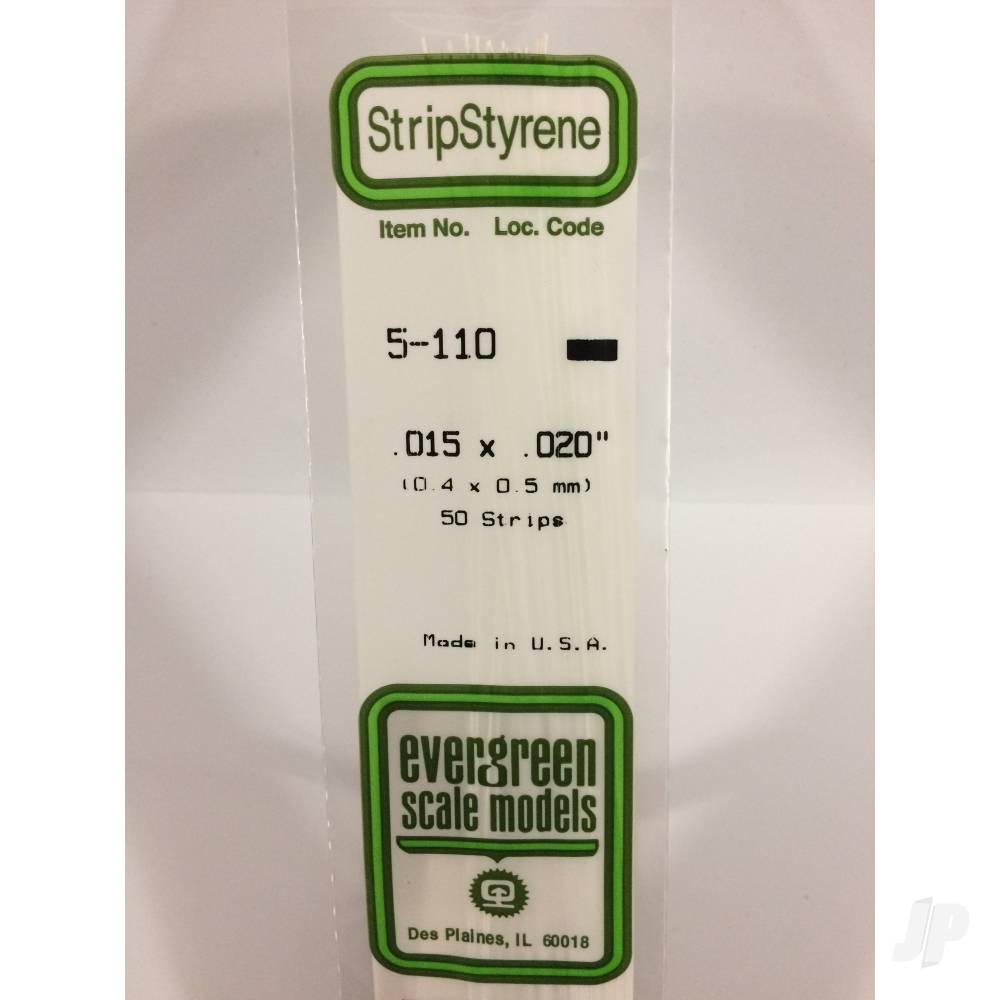 StripStyrene
Item No. Loc. Code
5-110
.015 x .020"
(0.4 x 0.5 mm)
50 Strips
Made in U.S.A.
evergreen
scale models
Des Plaines, IL 60018
JP